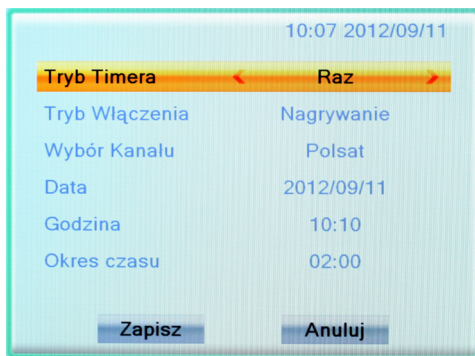 10:07 2012/09/11
Tryb Timera Raz
Tryb Włączenia Nagrywanie
Wybór Kanału Polsat
Data 2012/09/11
Godzina 10:10
Okres czasu 02:00
Zapisz Anuluj